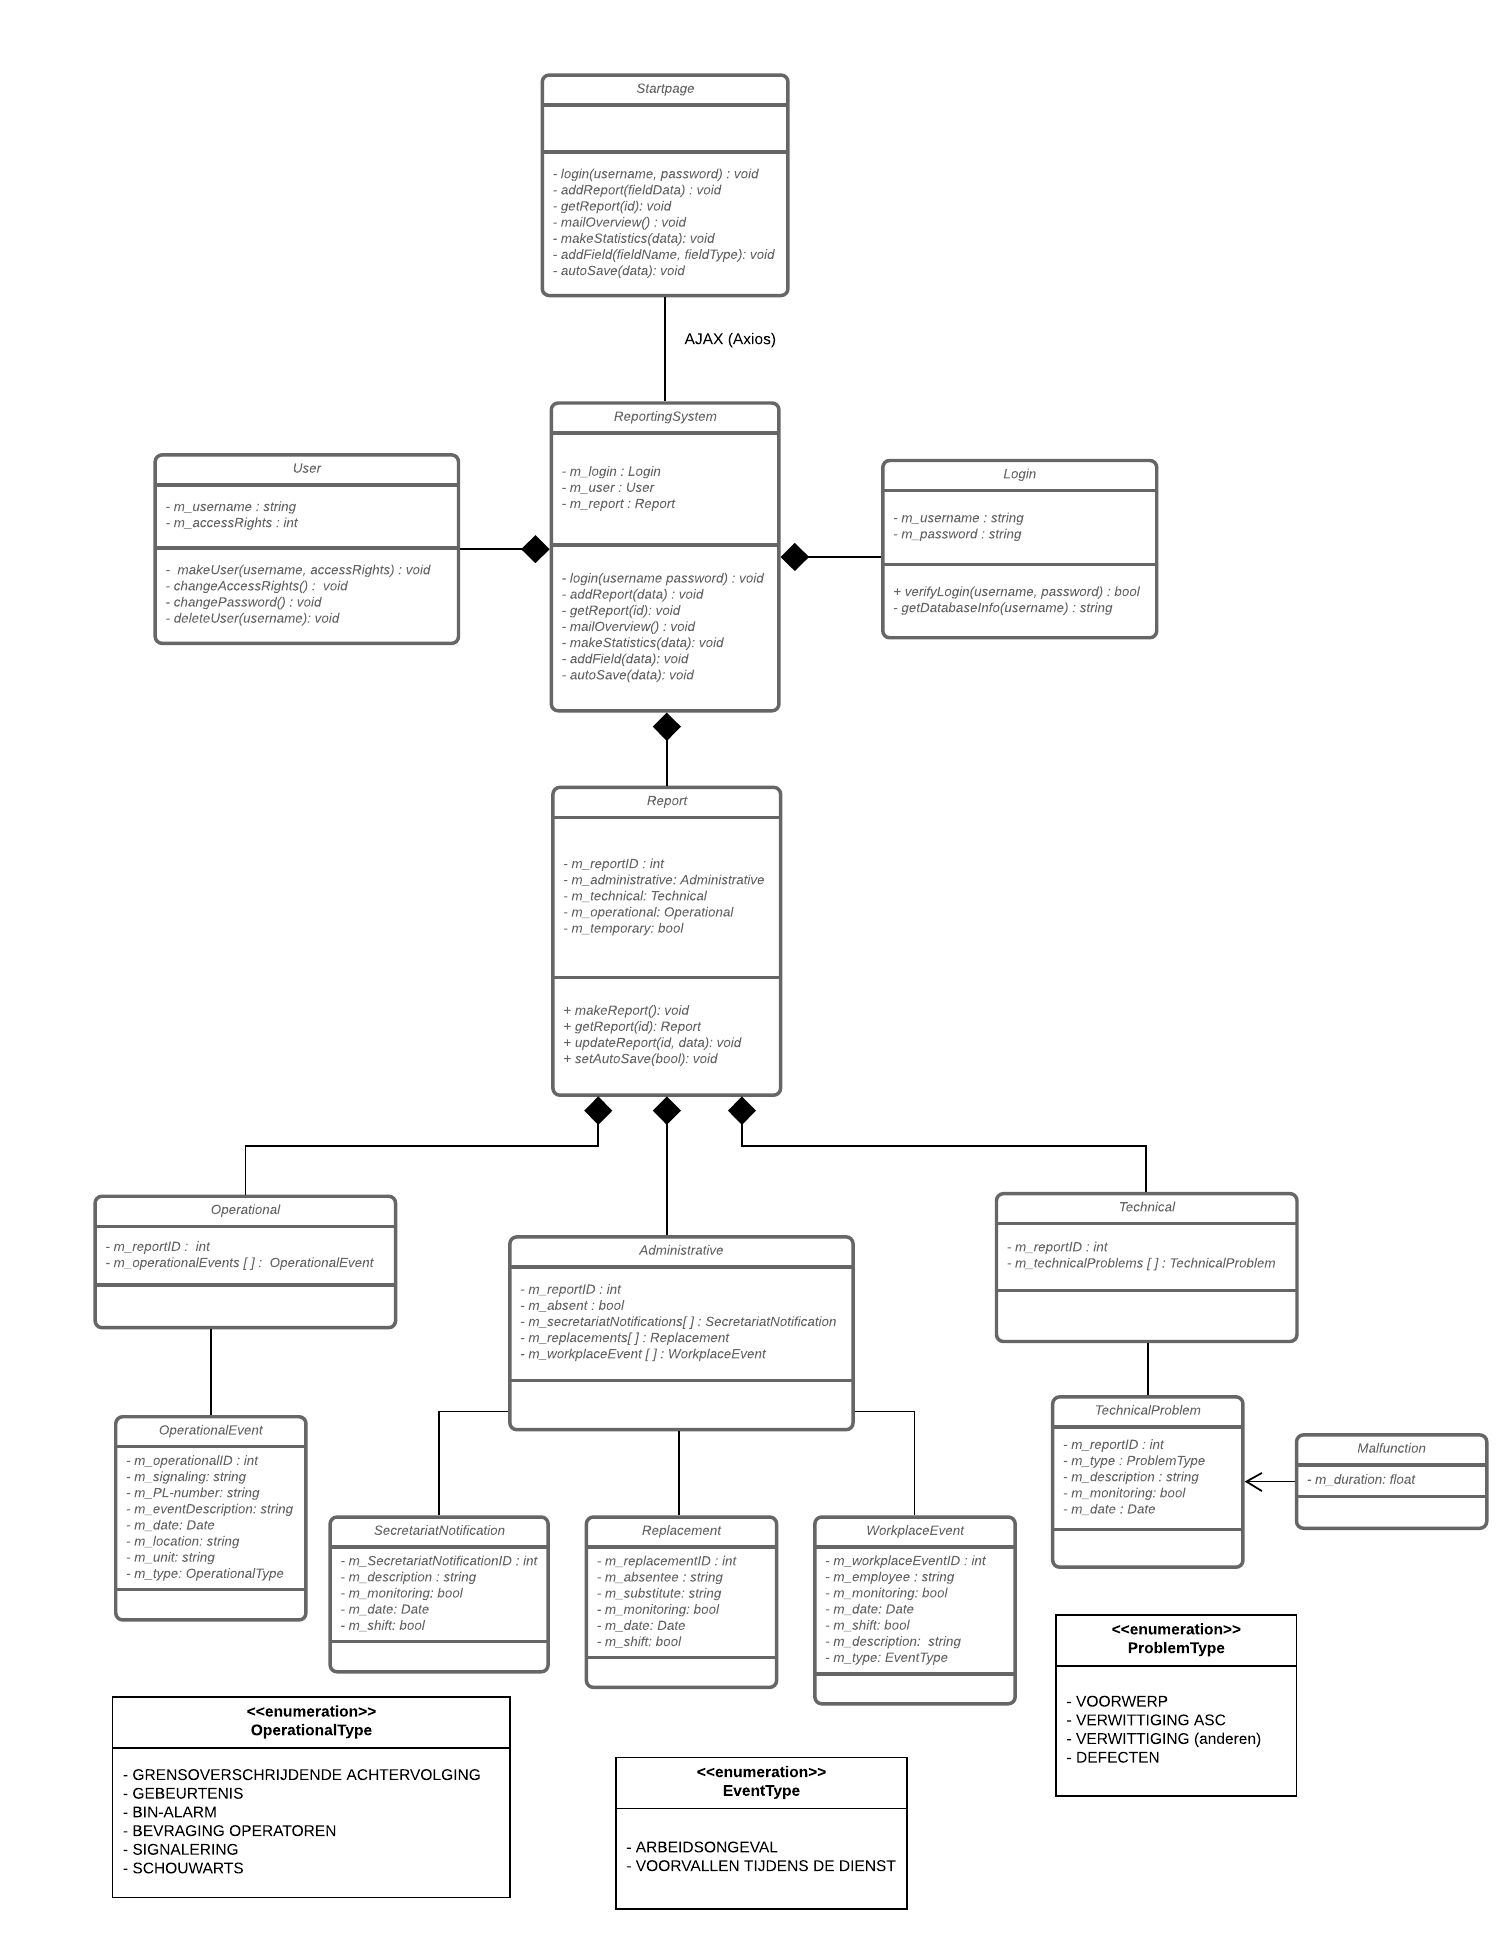 Startpage
- login(username, password) : void
- addReport(fieldData) : void
- getReport(id): void
- mailOverview() : void
- makeStatistics(data): void
- addField(fieldName, fieldType): void
- autoSave(data): void
AJAX (Axios)
ReportingSystem
- m_login : Login
- m_user : User
- m_report : Report
- login(username password) : void
- addReport(data) : void
- getReport(id): void
- mailOverview() : void
- makeStatistics(data): void
- addField(data): void
- autoSave(data): void
User
- m_username : string
- m_accessRights : int
- makeUser(username, accessRights) : void
- changeAccessRights() : void
- changePassword() : void
- deleteUser(username): void
Login
- m_username : string
- m_password : string
+ verifyLogin(username, password) : bool
- getDatabaseInfo(username) : string
Report
- m_reportID : int
- m_administrative: Administrative
- m_technical: Technical
- m_operational: Operational
- m_temporary: bool
+ makeReport(): void
+ getReport(id): Report
+ updateReport(id, data): void
+ setAutoSave(bool): void
Operational
- m_reportID : int
- m_operationalEvents [ ] : OperationalEvent
Administrative
- m_reportID : int
- m_absent : bool
- m_secretariatNotifications[ ] : SecretariatNotification
- m_replacements[ ] : Replacement
- m_workplaceEvent [ ] : WorkplaceEvent
Technical
- m_reportID : int
- m_technicalProblems [ ] : TechnicalProblem
OperationalEvent
- m_operationalID : int
- m_signaling: string
- m_PL-number: string
- m_eventDescription: string
- m_date: Date
- m_location: string
- m_unit: string
- m_type: OperationalType
SecretariatNotification
- m_SecretariatNotificationID : int
- m_description : string
- m_monitoring: bool
- m_date: Date
- m_shift: bool
Replacement
- m_replacementID : int
- m_absentee : string
- m_substitute: string
- m_monitoring: bool
- m_date: Date
- m_shift: bool
WorkplaceEvent
- m_workplaceEventID : int
- m_employee : string
- m_monitoring: bool
- m_date: Date
- m_shift: bool
- m_description: string
- m_type: EventType
TechnicalProblem
- m_reportID : int
- m_type : ProblemType
- m_description : string
- m_monitoring: bool
- m_date : Date
Malfunction
- m_duration: float
<<enumeration>>
OperationalType
- GRENSOVERSCHRIJDENDE ACHTERVOLGING
- GEBEURTENIS
- BIN-ALARM
- BEVRAGING OPERATOREN
- SIGNALERING
- SCHOUWARTS
<<enumeration>>
EventType
- ARBEIDSONGEVAL
- VOORVALLEN TIJDENS DE DIENST
<<enumeration>>
ProblemType
- VOORWERP
- VERWITTIGING ASC
- VERWITTIGING (anderen)
- DEFECTEN